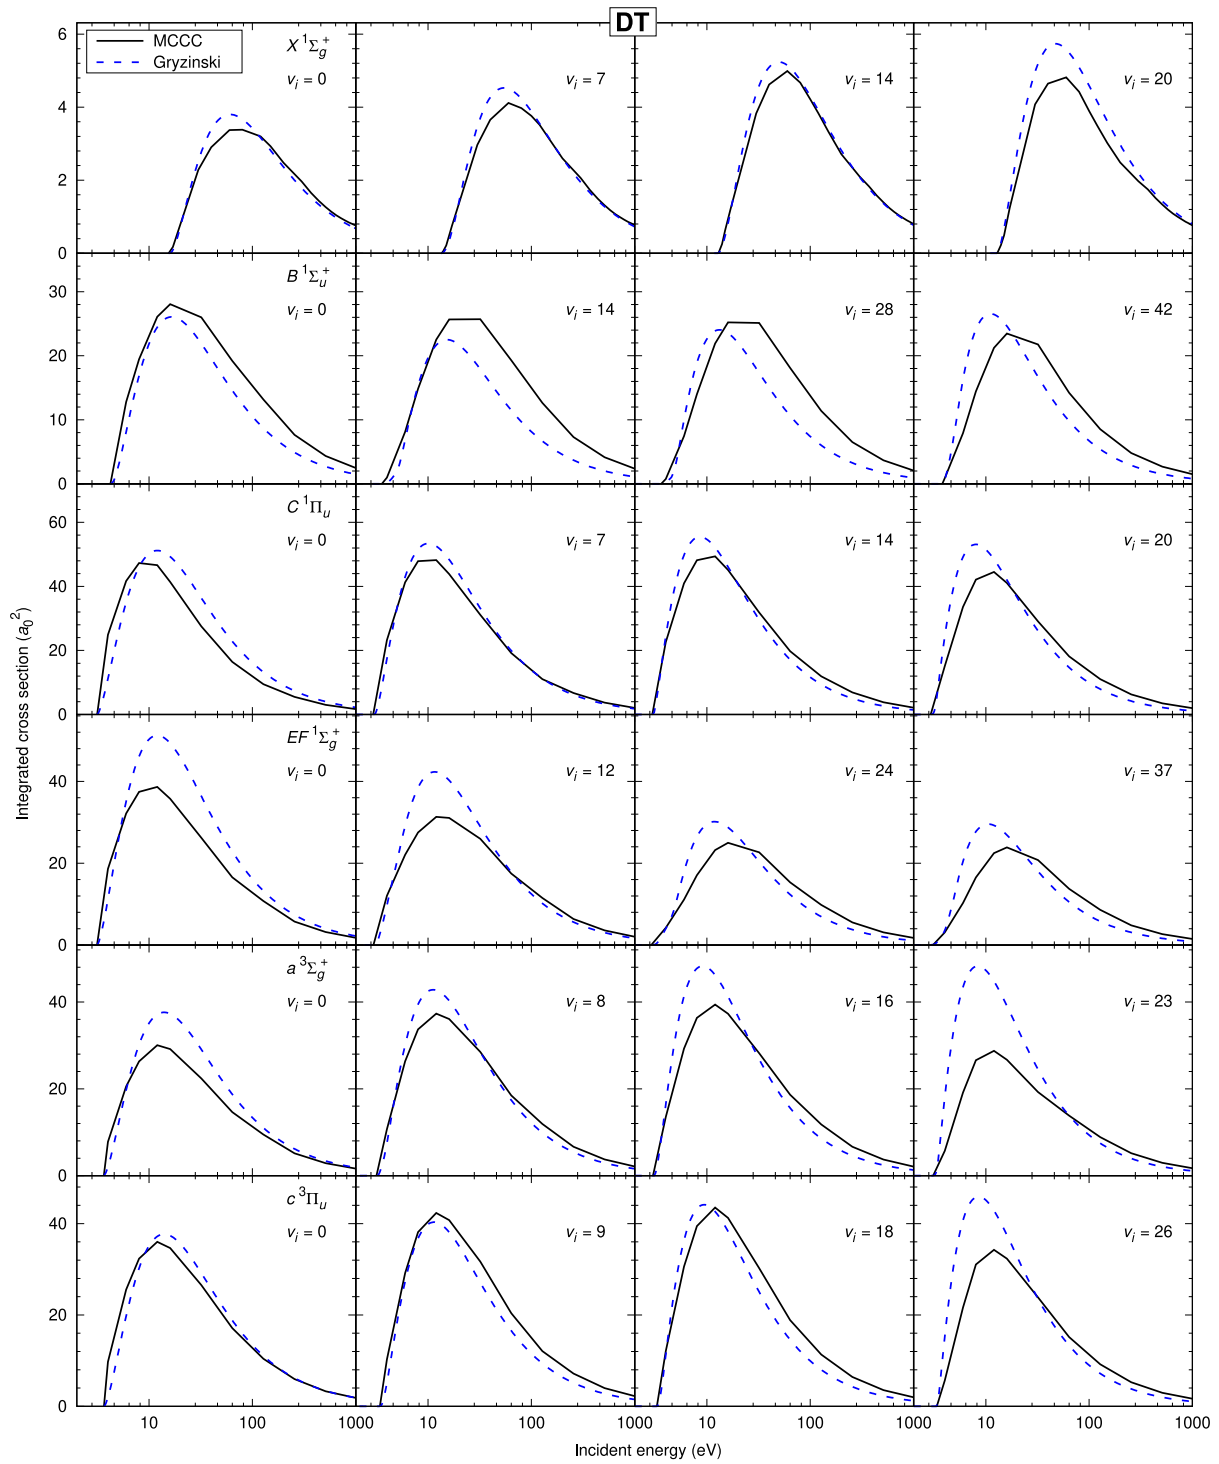 DT
MCCC
Gryzinski
X ¹Σg⁺
vi = 0
vi = 7
vi = 14
vi = 20
6
4
2
0
B ¹Σu⁺
vi = 0
vi = 14
vi = 28
vi = 42
30
20
10
0
C ¹Πu
vi = 0
vi = 7
vi = 14
vi = 20
60
40
20
0
EF ¹Σg⁺
vi = 0
vi = 12
vi = 24
vi = 37
40
20
0
a ³Σg⁺
vi = 0
vi = 8
vi = 16
vi = 23
40
20
0
c ³Πu
vi = 0
vi = 9
vi = 18
vi = 26
40
20
0
Integrated cross section (a₀²)
10 100 1000 10 100 1000 10 100 1000 10 100 1000
Incident energy (eV)